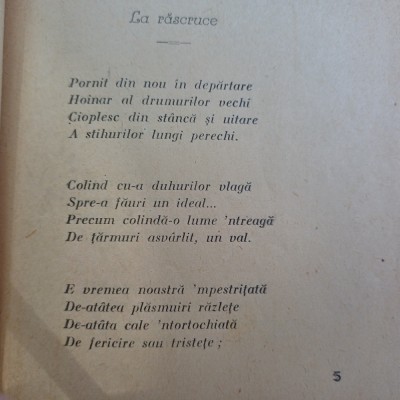 La răscruce
Pornit din nou în depărtare
Hoinar al drumurilor vechi
Cioplesc din stâncă și uitare
A stihurilor lungi perechi.
Colind cu-a duhurilor vlagă
Spre-a făuri un ideal...
Precum colindă-o lume 'ntreagă
De țărmuri asvârlit, un val.
E vremea noastră 'mpestrițată
De-atâtea plăsmuiri răzlețe
De-atâta cale 'ntortochiată
De fericire sau tristețe ;
5